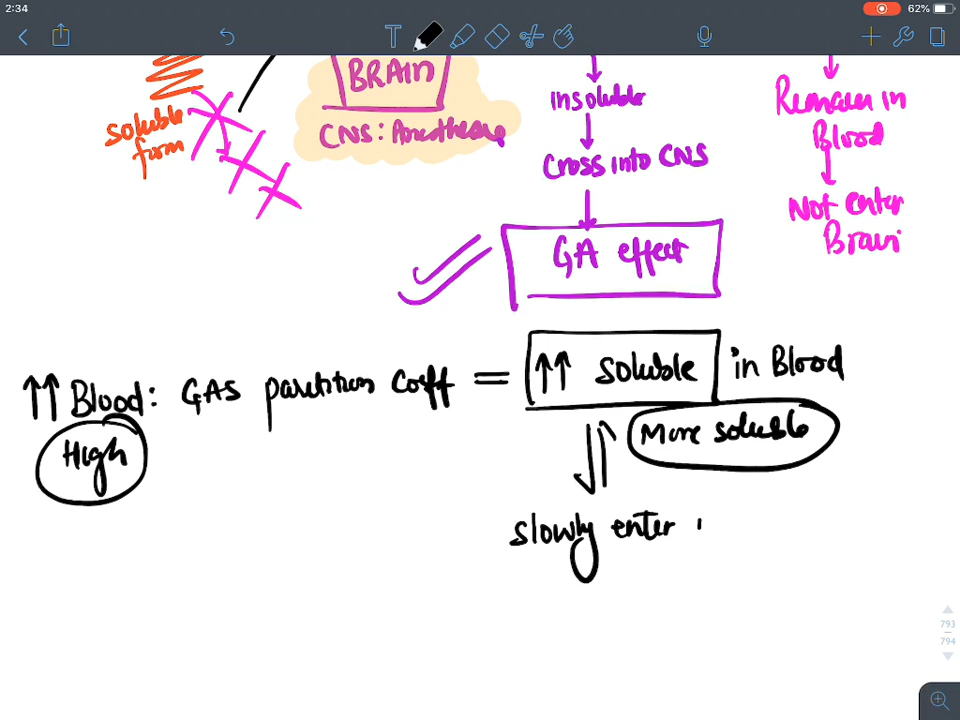 2:34
62%
T
BRAIN
CNS: Anesthesia
soluble
form
Insoluble
Cross into CNS
GA effect
Remain in
Blood
Not enter
Brain
↑↑ Blood: GAS partition Coeff = ↑↑ soluble in Blood
High
More soluble
slowly enter
793
794